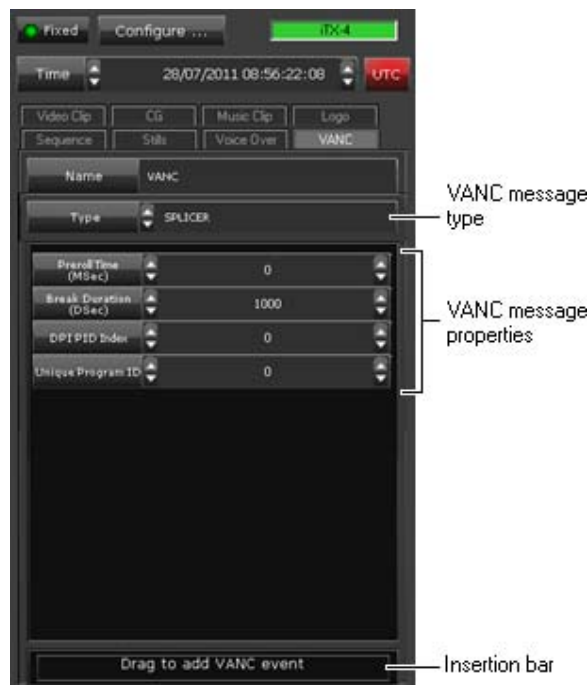 Fixed Configure ... iTX-4
Time 28/07/2011 08:56:22:08 UTC
Video Clip CG Music Clip Logo
Sequence Stills Voice Over VANC
Name VANC
Type SPLICER
VANC message
type
Preroll Time
(MSec) 0
Break Duration
(DSec) 1000
DPI PID Index 0
Unique Program ID 0
VANC message
properties
Drag to add VANC event
Insertion bar